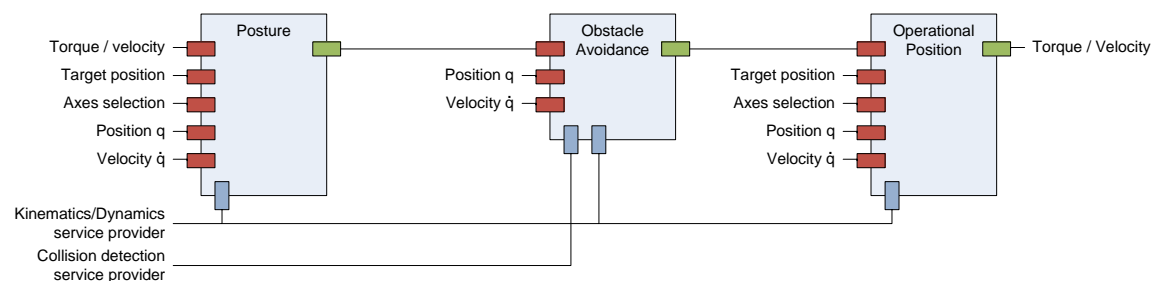 Posture
Torque / velocity
Target position
Axes selection
Position q
Velocity q̇
Obstacle
Avoidance
Position q
Velocity q̇
Operational
Position
Target position
Axes selection
Position q
Velocity q̇
Torque / Velocity
Kinematics/Dynamics
service provider
Collision detection
service provider